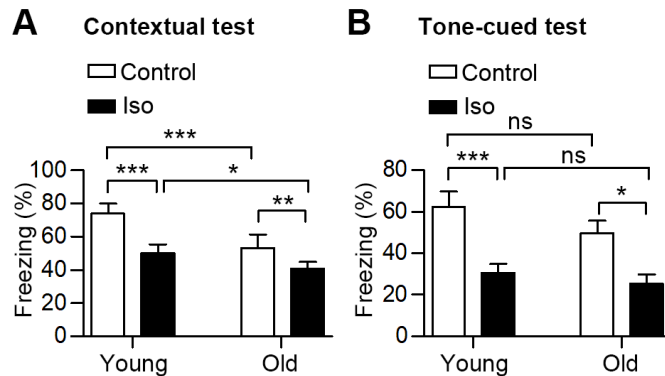 A Contextual test
Control
Iso
***
*** *
**
Freezing (%)
100
80
60
40
20
0
Young Old
B Tone-cued test
Control
Iso
ns
*** ns
*
Freezing (%)
80
60
40
20
0
Young Old